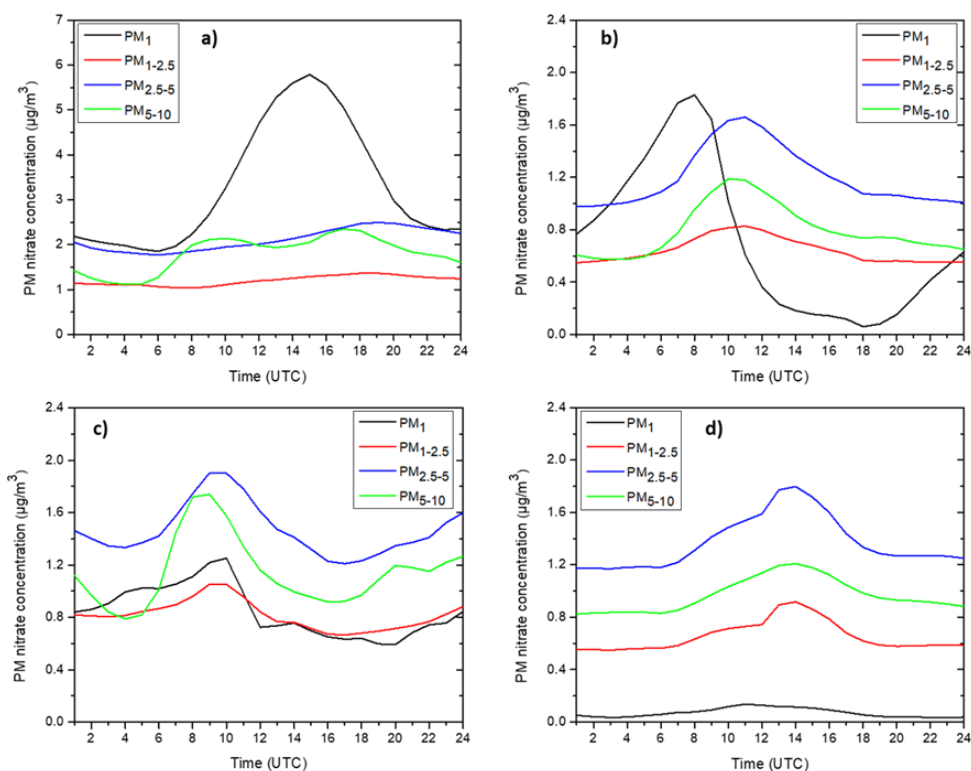 a)
PM1
PM1-2.5
PM2.5-5
PM5-10
PM nitrate concentration (µg/m3)
7
6
5
4
3
2
1
0
2 4 6 8 10 12 14 16 18 20 22 24
Time (UTC)
b)
PM1
PM1-2.5
PM2.5-5
PM5-10
PM nitrate concentration (µg/m3)
2.4
2.0
1.6
1.2
0.8
0.4
0.0
2 4 6 8 10 12 14 16 18 20 22 24
Time (UTC)
c)
PM1
PM1-2.5
PM2.5-5
PM5-10
PM nitrate concentration (µg/m3)
2.4
2.0
1.6
1.2
0.8
0.4
0.0
2 4 6 8 10 12 14 16 18 20 22 24
Time (UTC)
d)
PM1
PM1-2.5
PM2.5-5
PM5-10
PM nitrate concentration (µg/m3)
2.4
2.0
1.6
1.2
0.8
0.4
0.0
2 4 6 8 10 12 14 16 18 20 22 24
Time (UTC)